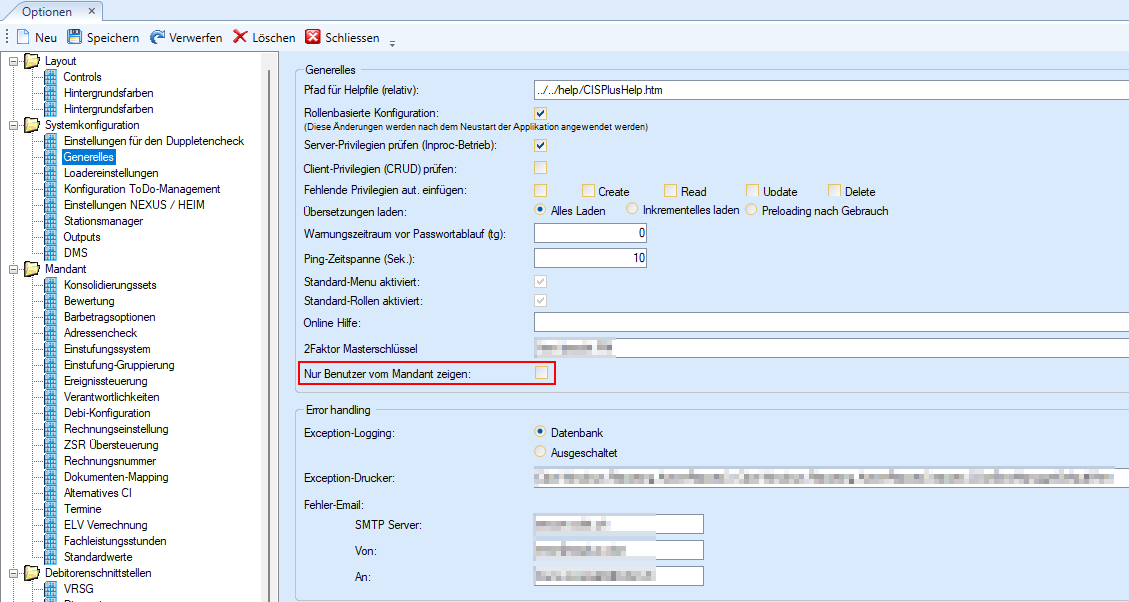 Optionen ×
Neu Speichern Verwerfen Löschen Schliessen
Layout
Controls
Hintergrundsfarben
Hintergrundsfarben
Systemkonfiguration
Einstellungen für den Duppletencheck
Generelles
Loadereinstellungen
Konfiguration ToDo-Management
Einstellungen NEXUS / HEIM
Stationsmanager
Outputs
DMS
Mandant
Konsolidierungssets
Bewertung
Barbetragsoptionen
Adressencheck
Einstufungssystem
Einstufung-Gruppierung
Ereignissteuerung
Verantwortlichkeiten
Debi-Konfiguration
Rechnungseinstellung
ZSR Übersteuerung
Rechnungsnummer
Dokumenten-Mapping
Alternatives CI
Termine
ELV Verrechnung
Fachleistungsstunden
Standardwerte
Debitorenschnittstellen
VRSG
Generelles
Pfad für Helpfile (relativ): ../../help/CISPlusHelp.htm
Rollenbasierte Konfiguration:
(Diese Änderungen werden nach dem Neustart der Applikation angewendet werden)
Server-Privilegien prüfen (Inproc-Betrieb):
Client-Privilegien (CRUD) prüfen:
Fehlende Privilegien aut. einfügen: Create Read Update Delete
Übersetzungen laden: Alles Laden Inkrementelles laden Preloading nach Gebrauch
Warnungszeitraum vor Passwortablauf (tg): 0
Ping-Zeitspanne (Sek.): 10
Standard-Menu aktiviert:
Standard-Rollen aktiviert:
Online Hilfe:
2Faktor Masterschlüssel
Nur Benutzer vom Mandant zeigen:
Error handling
Exception-Logging: Datenbank
Ausgeschaltet
Exception-Drucker:
Fehler-Email:
SMTP Server:
Von:
An: